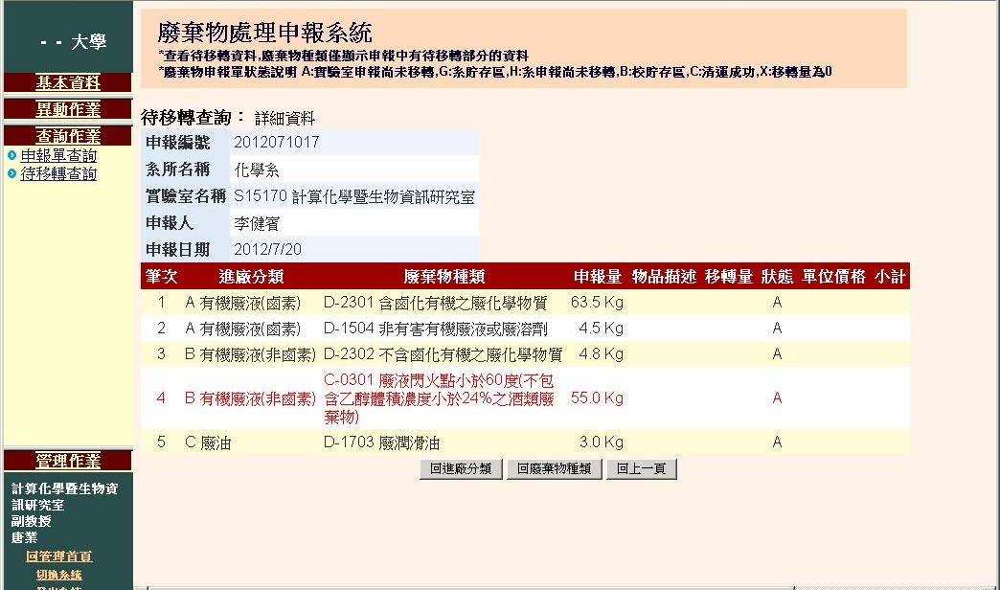 - - 大學
基本資料
異動作業
查詢作業
申報單查詢
待移轉查詢
管理作業
計算化學暨生物資
訊研究室
副教授
唐業
回管理首頁
切換系統
廢棄物處理申報系統
*查看待移轉資料,廢棄物種類僅顯示申報中有待移轉部分的資料
*廢棄物申報單狀態說明 A:實驗室申報尚未移轉,G:系貯存區,H:系申報尚未移轉,B:校貯存區,C:清運成功,X:移轉量為0
待移轉查詢: 詳細資料
申報編號 2012071017
系所名稱 化學系
實驗室名稱 S15170 計算化學暨生物資訊研究室
申報人 李健賓
申報日期 2012/7/20
筆次 進廠分類 廢棄物種類 申報量 物品描述 移轉量 狀態 單位價格 小計
1 A 有機廢液(鹵素) D-2301 含鹵化有機之廢化學物質 63.5 Kg A
2 A 有機廢液(鹵素) D-1504 非有害有機廢液或廢溶劑 4.5 Kg A
3 B 有機廢液(非鹵素) D-2302 不含鹵化有機之廢化學物質 4.8 Kg A
C-0301 廢液閃火點小於60度(不包
4 B 有機廢液(非鹵素) 含乙醇體積濃度小於24%之酒類廢 55.0 Kg A
棄物)
5 C 廢油 D-1703 廢潤滑油 3.0 Kg A
回進廠分類 回廢棄物種類 回上一頁